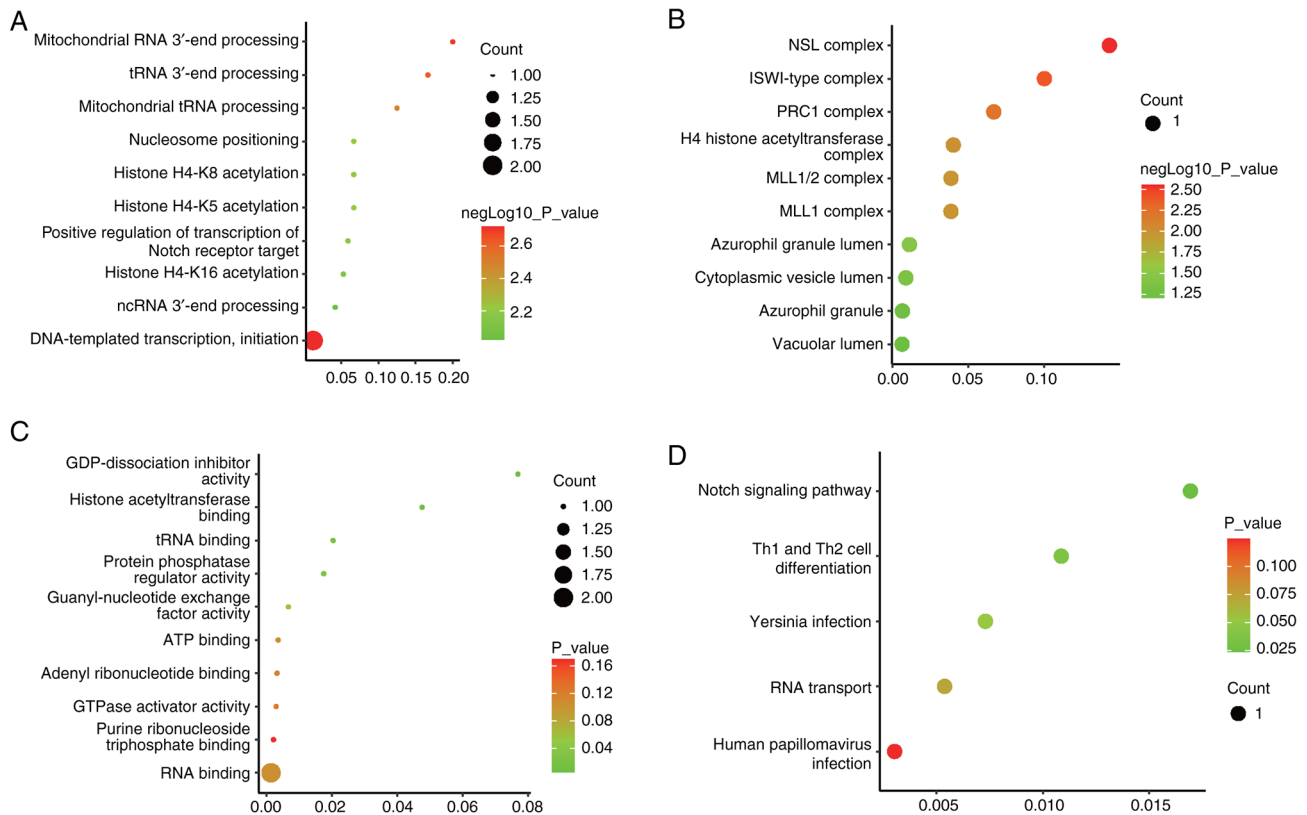 A
Mitochondrial RNA 3′-end processing
tRNA 3′-end processing
Mitochondrial tRNA processing
Nucleosome positioning
Histone H4-K8 acetylation
Histone H4-K5 acetylation
Positive regulation of transcription of
Notch receptor target
Histone H4-K16 acetylation
ncRNA 3′-end processing
DNA-templated transcription, initiation
0.05 0.10 0.15 0.20
Count
1.00
1.25
1.50
1.75
2.00
negLog10_P_value
2.6
2.4
2.2
B
NSL complex
ISWI-type complex
PRC1 complex
H4 histone acetyltransferase
complex
MLL1/2 complex
MLL1 complex
Azurophil granule lumen
Cytoplasmic vesicle lumen
Azurophil granule
Vacuolar lumen
0.00 0.05 0.10
Count
1
negLog10_P_value
2.50
2.25
2.00
1.75
1.50
1.25
C
GDP-dissociation inhibitor
activity
Histone acetyltransferase
binding
tRNA binding
Protein phosphatase
regulator activity
Guanyl-nucleotide exchange
factor activity
ATP binding
Adenyl ribonucleotide binding
GTPase activator activity
Purine ribonucleoside
triphosphate binding
RNA binding
0.00 0.02 0.04 0.06 0.08
Count
1.00
1.25
1.50
1.75
2.00
P_value
0.16
0.12
0.08
0.04
D
Notch signaling pathway
Th1 and Th2 cell
differentiation
Yersinia infection
RNA transport
Human papillomavirus
infection
0.005 0.010 0.015
P_value
0.100
0.050
0.050
0.025
Count
1